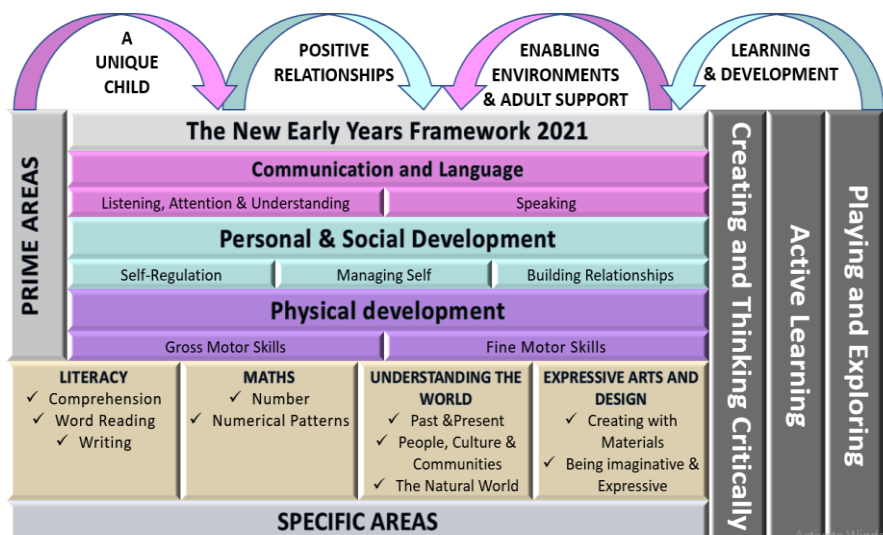 A
UNIQUE
CHILD
POSITIVE
RELATIONSHIPS
ENABLING
ENVIRONMENTS
& ADULT SUPPORT
LEARNING
& DEVELOPMENT
PRIME AREAS
The New Early Years Framework 2021
Communication and Language
Listening, Attention & Understanding
Speaking
Personal & Social Development
Self-Regulation
Managing Self
Building Relationships
Physical development
Gross Motor Skills
Fine Motor Skills
LITERACY
✓ Comprehension
✓ Word Reading
✓ Writing
MATHS
✓ Number
✓ Numerical Patterns
UNDERSTANDING THE
WORLD
✓ Past &Present
✓ People, Culture &
Communities
✓ The Natural World
EXPRESSIVE ARTS AND
DESIGN
✓ Creating with
Materials
✓ Being imaginative &
Expressive
SPECIFIC AREAS
Creating and Thinking Critically
Active Learning
Playing and Exploring